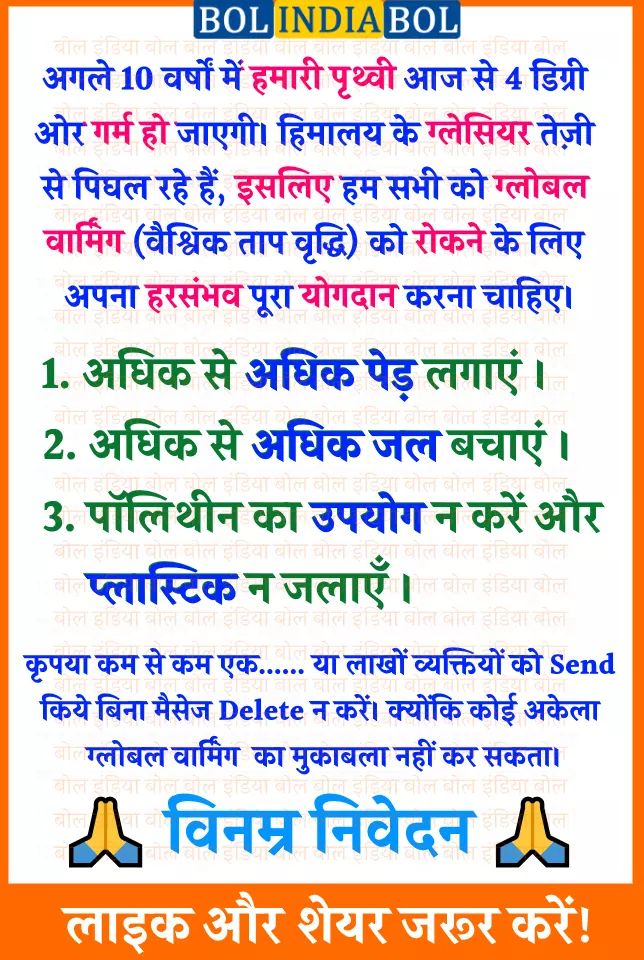 BOL INDIA BOL
अगले 10 वर्षों में हमारी पृथ्वी आज से 4 डिग्री
ओर गर्म हो जाएगी। हिमालय के ग्लेसियर तेज़ी
से पिघल रहे हैं, इसलिए हम सभी को ग्लोबल
वार्मिंग (वैश्विक ताप वृद्धि) को रोकने के लिए
अपना हरसंभव पूरा योगदान करना चाहिए।
1. अधिक से अधिक पेड़ लगाएं।
2. अधिक से अधिक जल बचाएं।
3. पॉलिथीन का उपयोग न करें और
प्लास्टिक न जलाएँ।
कृपया कम से कम एक...... या लाखों व्यक्तियों को Send
किये बिना मैसेज Delete न करें। क्योंकि कोई अकेला
ग्लोबल वार्मिंग का मुकाबला नहीं कर सकता।
विनम्र निवेदन
लाइक और शेयर जरूर करें!